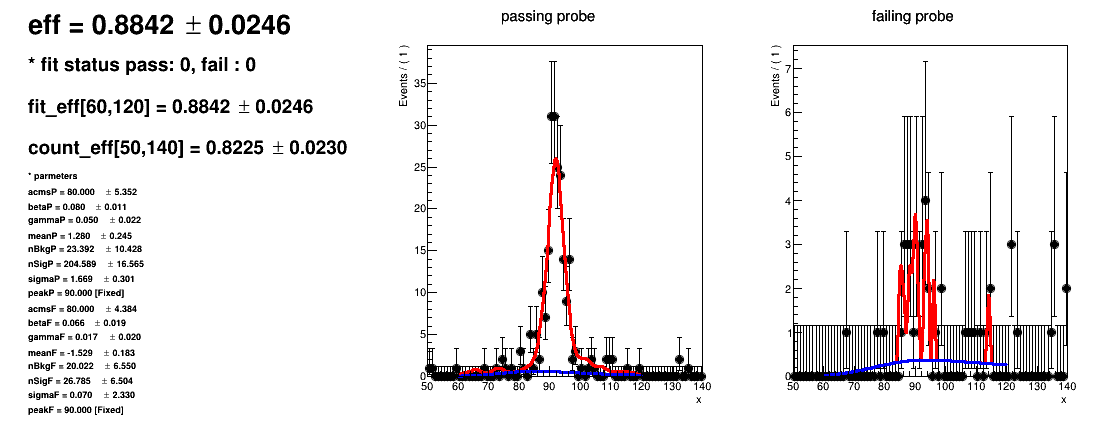 eff = 0.8842 ± 0.0246
* fit status pass: 0, fail : 0
fit_eff[60,120] = 0.8842 ± 0.0246
count_eff[50,140] = 0.8225 ± 0.0230
* parmeters
acmsP = 80.000 ± 5.352
betaP = 0.080 ± 0.011
gammaP = 0.050 ± 0.022
meanP = 1.280 ± 0.245
nBkgP = 23.392 ± 10.428
nSigP = 204.589 ± 16.565
sigmaP = 1.669 ± 0.301
peakP = 90.000 [Fixed]
acmsF = 80.000 ± 4.384
betaF = 0.066 ± 0.019
gammaF = 0.017 ± 0.020
meanF = -1.529 ± 0.183
nBkgF = 20.022 ± 6.550
nSigF = 26.785 ± 6.504
sigmaF = 0.070 ± 2.330
peakF = 90.000 [Fixed]
passing probe
Events / ( 1 )
35
30
25
20
15
10
5
0
50 60 70 80 90 100 110 120 130 140
x
failing probe
Events / ( 1 )
7
6
5
4
3
2
1
0
50 60 70 80 90 100 110 120 130 140
x